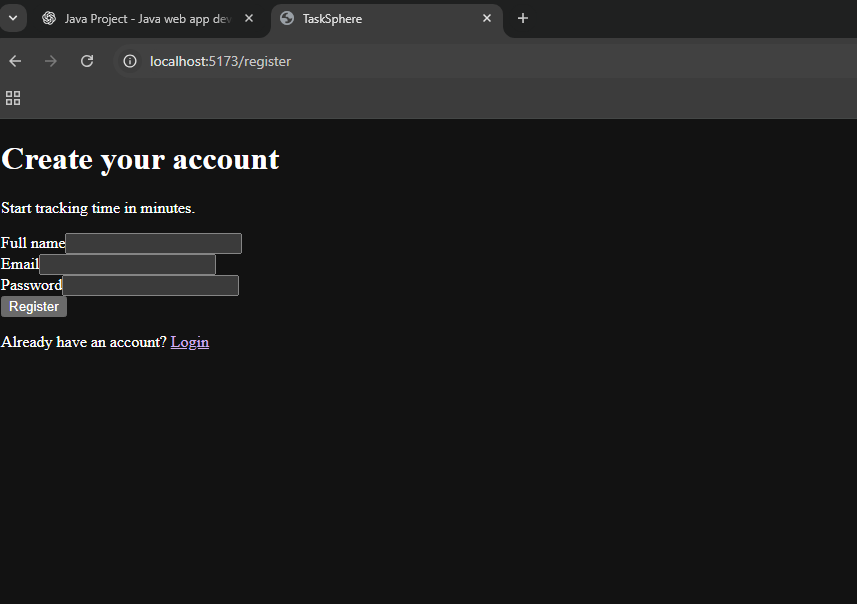 Java Project - Java web app dev
TaskSphere
localhost:5173/register
Create your account
Start tracking time in minutes.
Full name
Email
Password
Register
Already have an account? Login